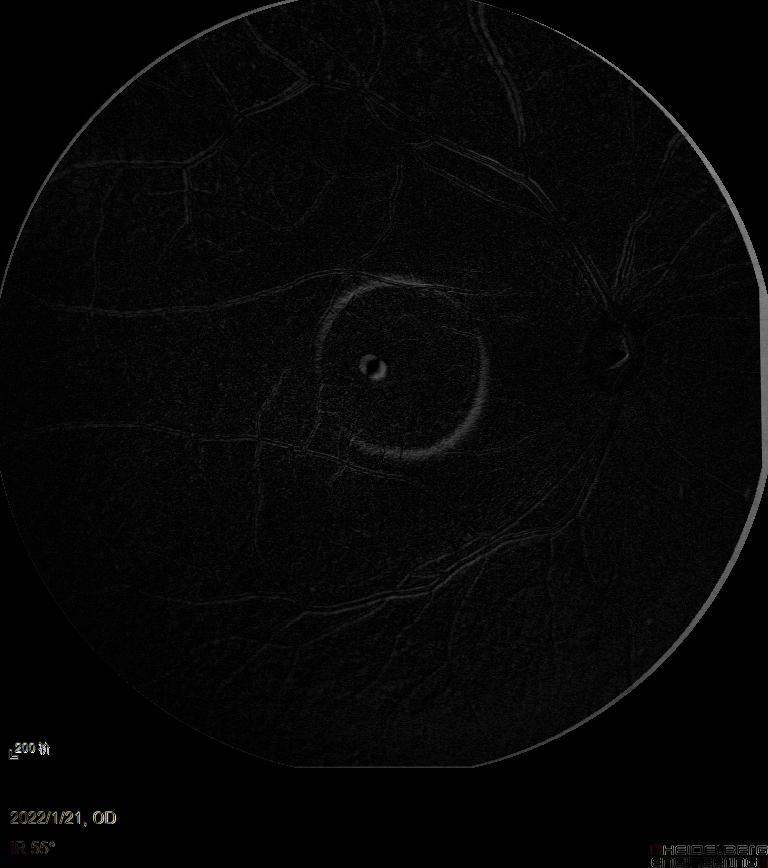 200 µm
2022/1/21, OD
IR 55°
HEIDELBERG
ENGINEERING